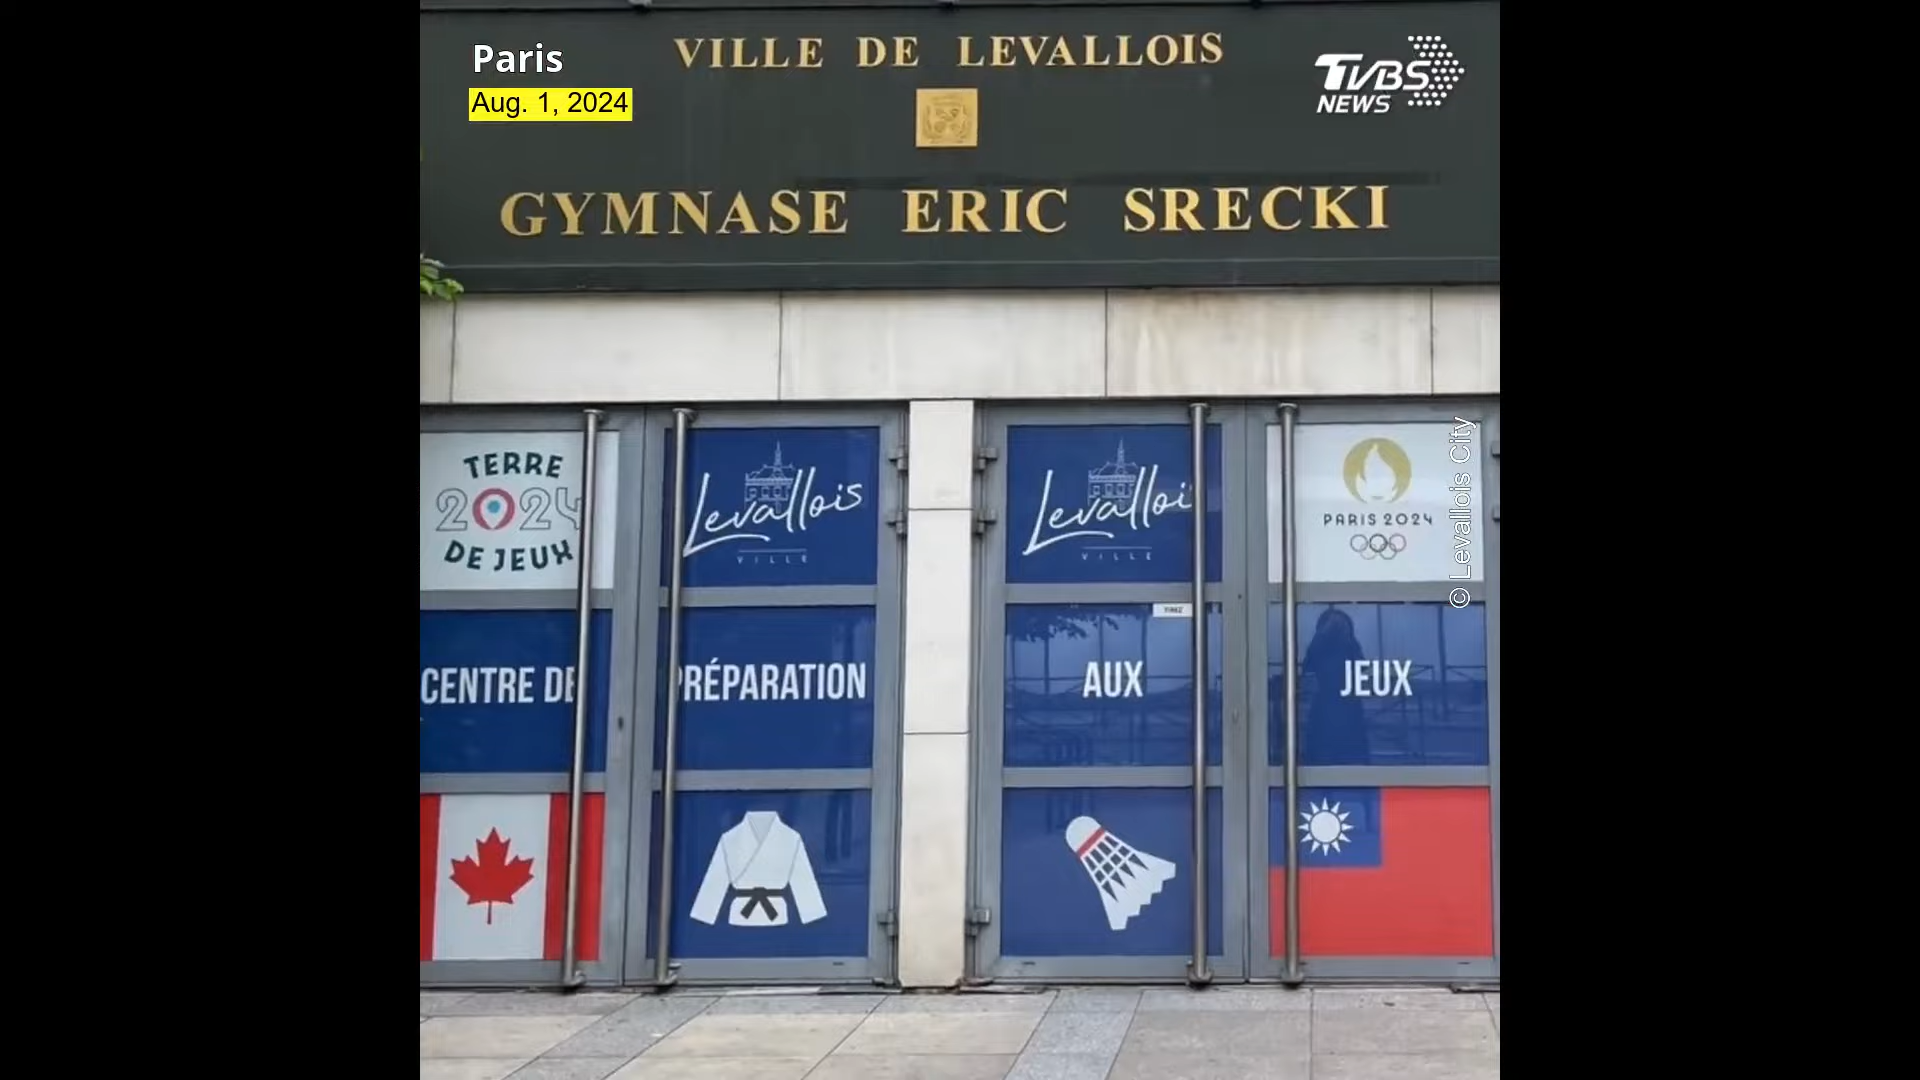 Paris
Aug. 1, 2024
TVBS
NEWS
VILLE DE LEVALLOIS
GYMNASE ERIC SRECKI
TERRE
2024
DE JEUX
Levallois
VILLE
Levallois
VILLE
PARIS 2024
© Levallois City
CENTRE DE PRÉPARATION AUX JEUX